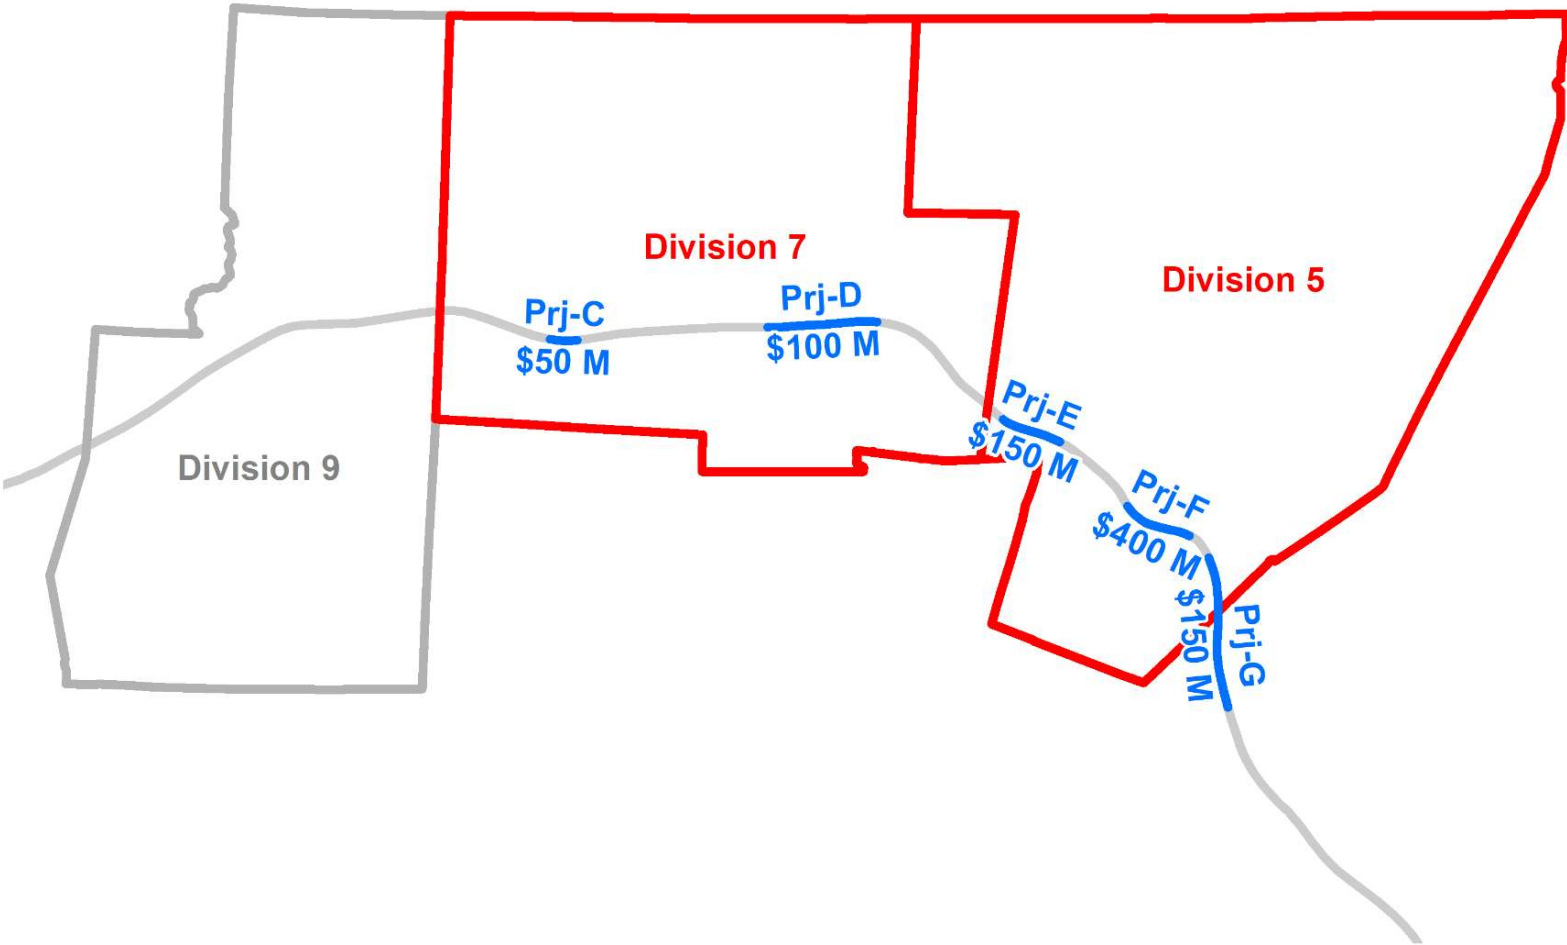 Division 7
Division 5
Prj-C
$50 M
Prj-D
$100 M
Prj-E
$150 M
Division 9
Prj-F
$400 M
Prj-G
$150 M